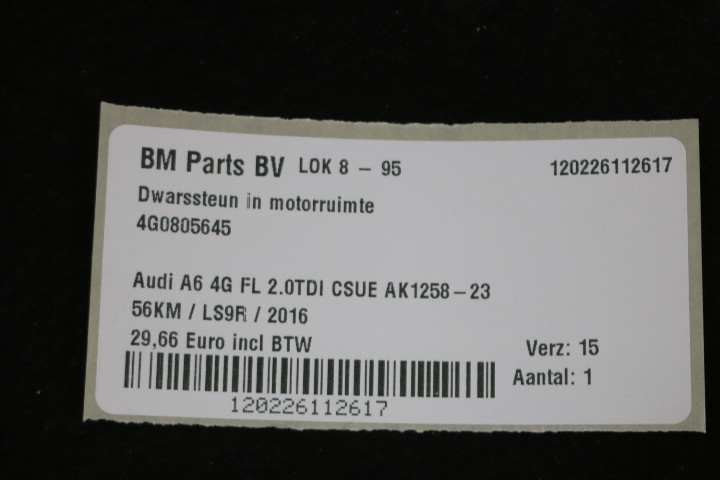 BM Parts BV LOK 8 - 95 120226112617
Dwarssteun in motorruimte
4G0805645
Audi A6 4G FL 2.0TDI CSUE AK1258-23
56KM / LS9R / 2016
29,66 Euro incl BTW
Verz: 15
Aantal: 1
120226112617